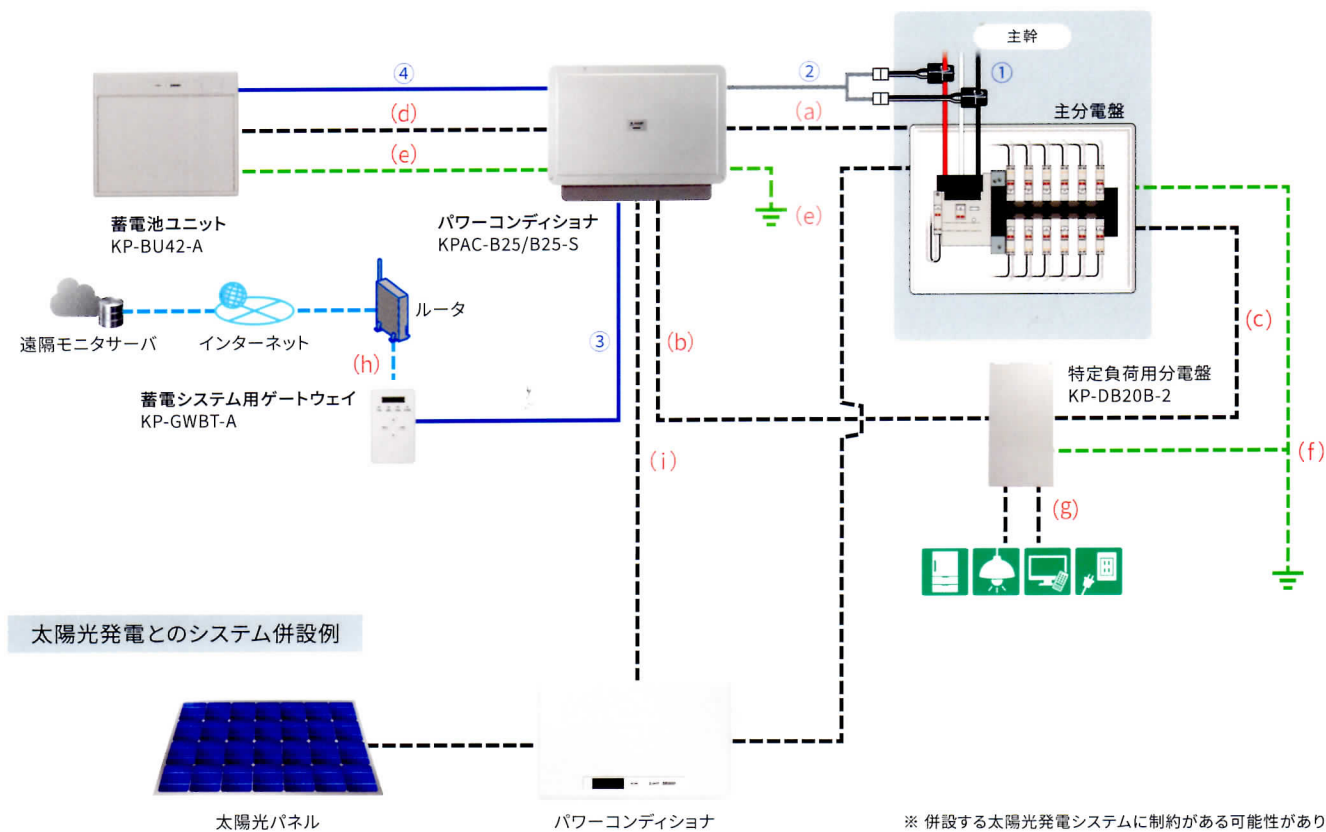 主幹
①
②
④
(a)
(d)
主分電盤
(e)
(e)
蓄電池ユニット
KP-BU42-A
パワーコンディショナ
KPAC-B25/B25-S
ルータ
遠隔モニタサーバ
インターネット
(h)
③
(b)
(c)
蓄電システム用ゲートウェイ
KP-GWBT-A
特定負荷用分電盤
KP-DB20B-2
(i)
(f)
(g)
太陽光発電とのシステム併設例
太陽光パネル
パワーコンディショナ
※ 併設する太陽光発電システムに制約がある可能性があり